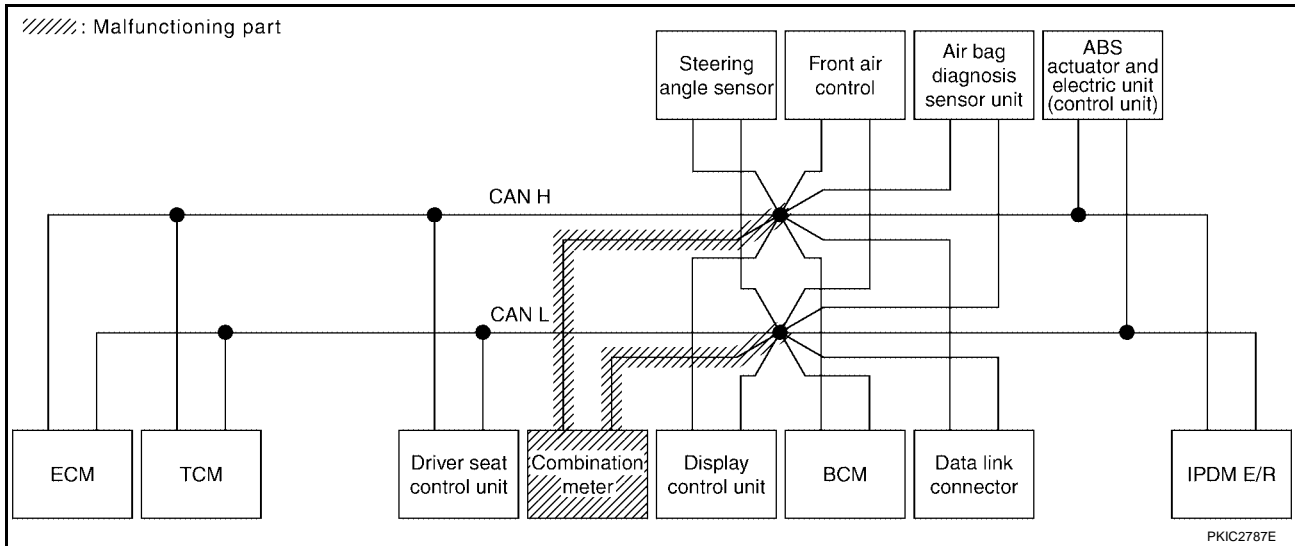 : Malfunctioning part
Steering
angle sensor
Front air
control
Air bag
diagnosis
sensor unit
ABS
actuator and
electric unit
(control unit)
CAN H
CAN L
ECM
TCM
Driver seat
control unit
Combination
meter
Display
control unit
BCM
Data link
connector
IPDM E/R
PKIC2787E